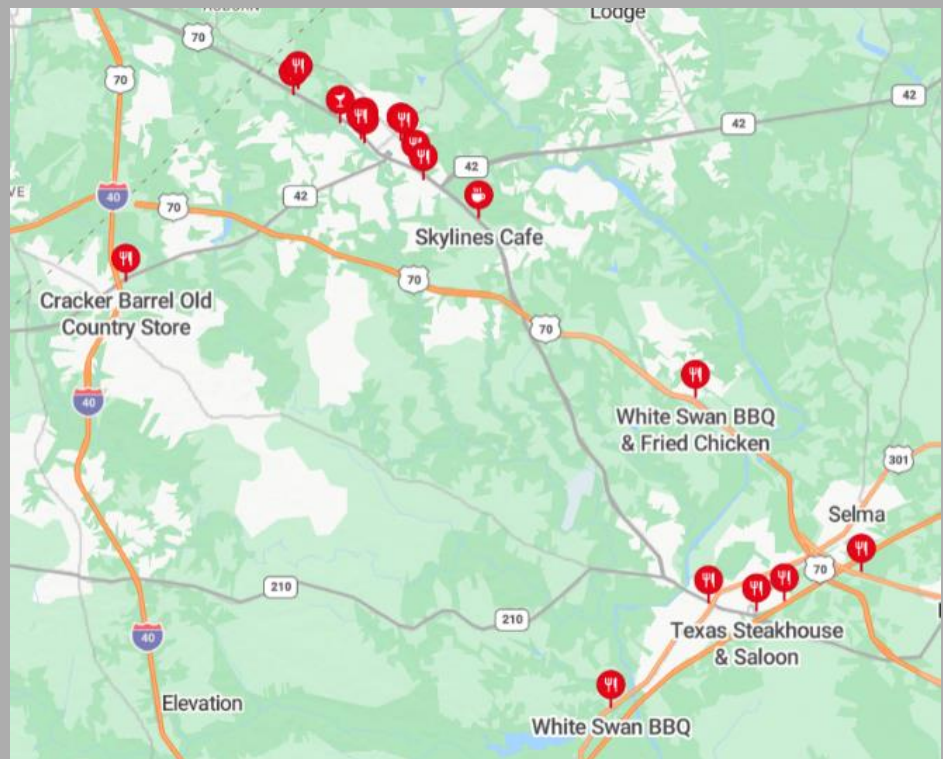 Lodge
70
70
42
42
42
40
70
42
Skylines Cafe
70
Cracker Barrel Old
Country Store
70
40
White Swan BBQ
& Fried Chicken
301
Selma
70
210
210
Texas Steakhouse
& Saloon
40
Elevation
White Swan BBQ